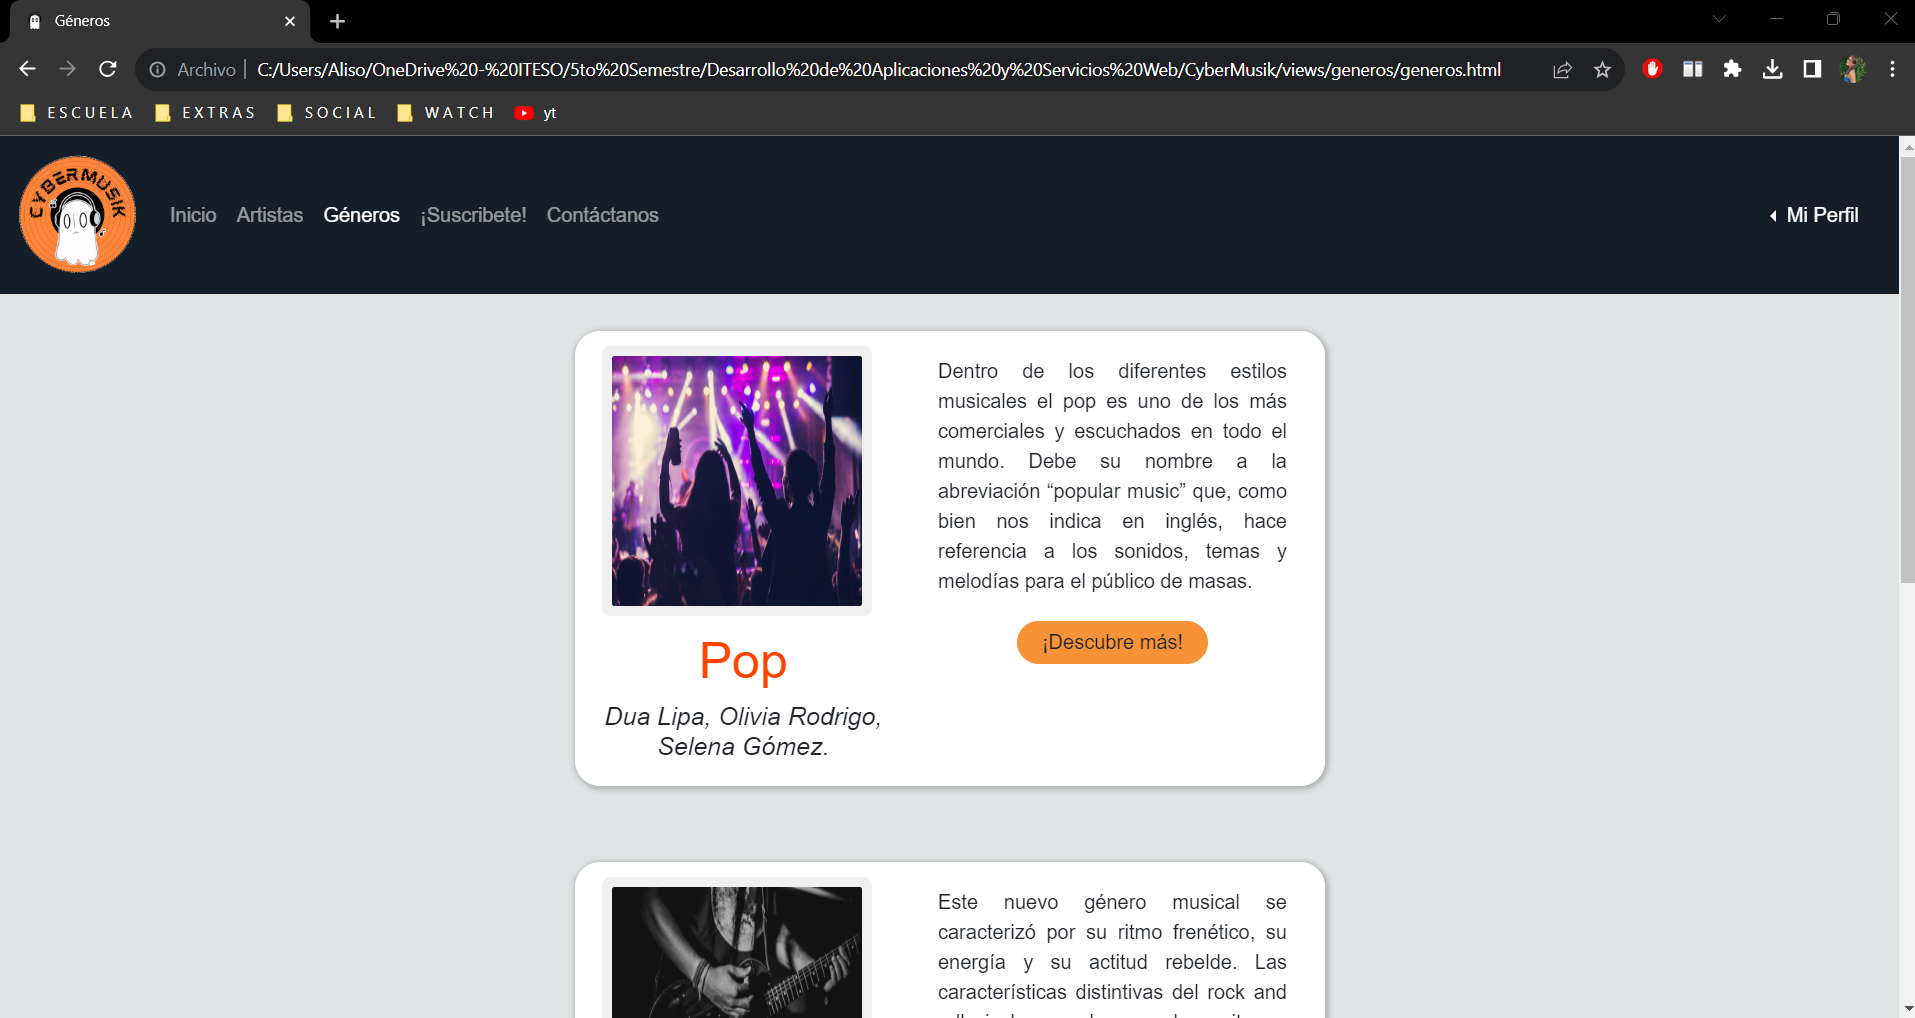 Géneros
Archivo C:/Users/Aliso/OneDrive%20-%20ITESO/5to%20Semestre/Desarrollo%20de%20Aplicaciones%20y%20Servicios%20Web/CyberMusik/views/generos/generos.html
ESCUELA EXTRAS SOCIAL WATCH yt
CYBERMUSIK
Inicio Artistas Géneros ¡Suscribete! Contáctanos Mi Perfil
Pop
Dua Lipa, Olivia Rodrigo,
Selena Gómez.
Dentro de los diferentes estilos
musicales el pop es uno de los más
comerciales y escuchados en todo el
mundo. Debe su nombre a la
abreviación “popular music” que, como
bien nos indica en inglés, hace
referencia a los sonidos, temas y
melodías para el público de masas.
¡Descubre más!
Este nuevo género musical se
caracterizó por su ritmo frenético, su
energía y su actitud rebelde. Las
características distintivas del rock and